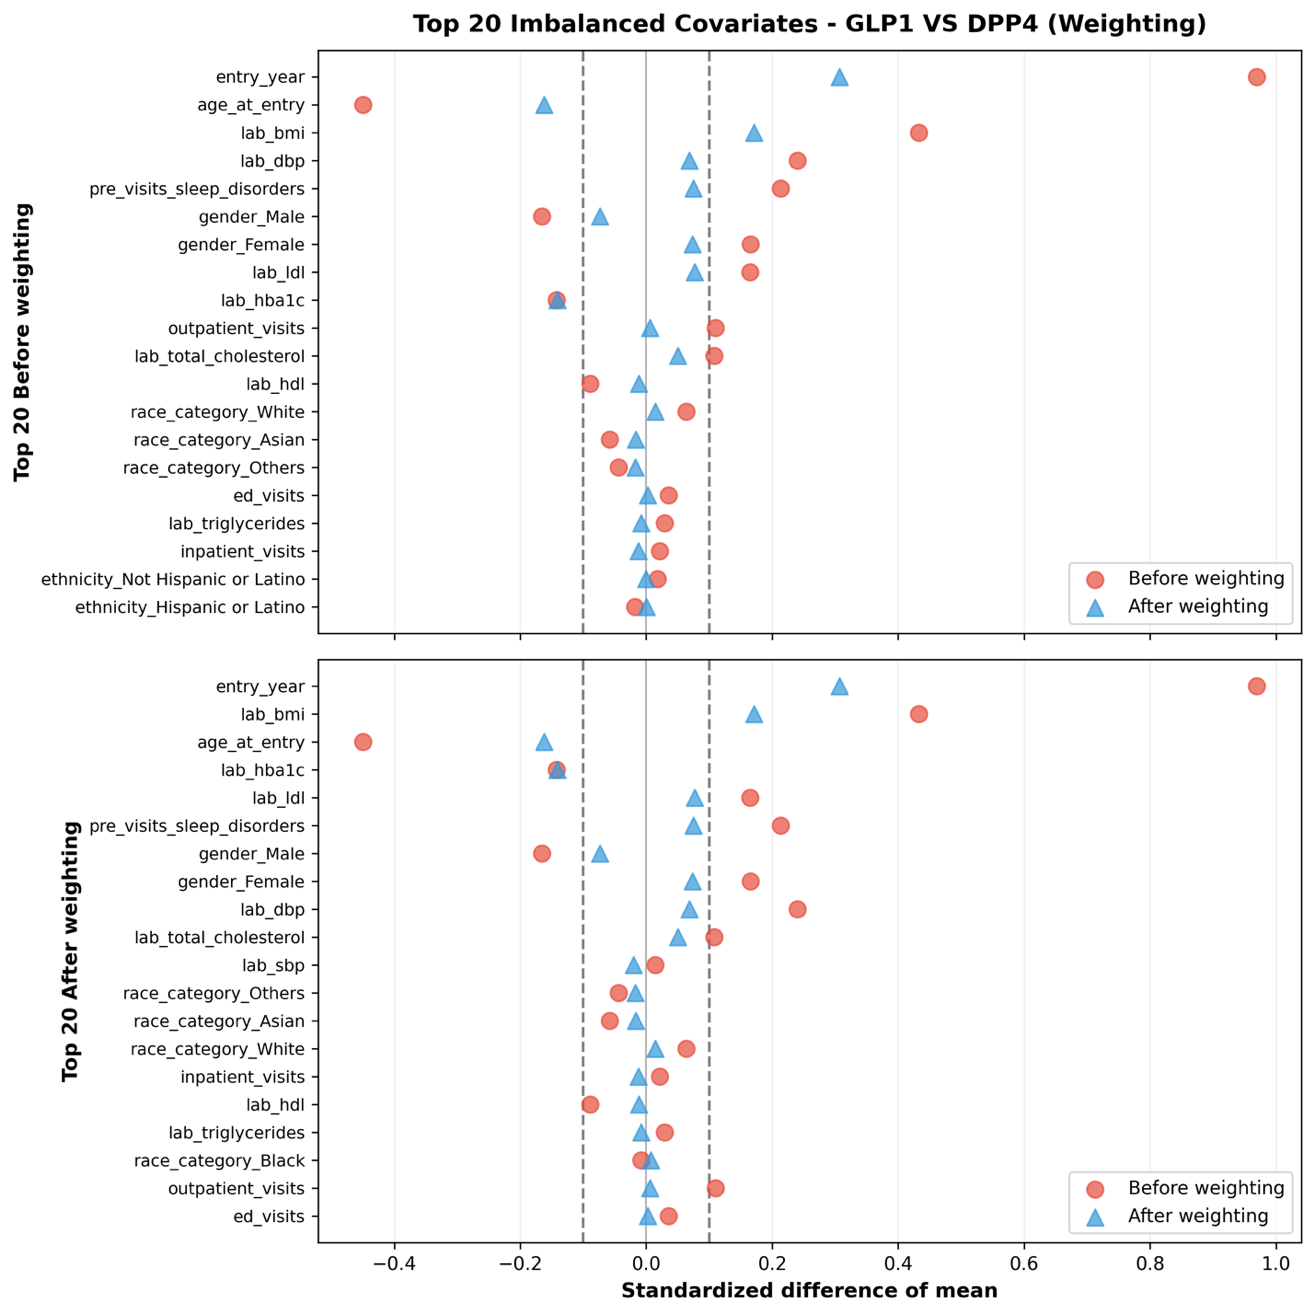 Top 20 Imbalanced Covariates - GLP1 VS DPP4 (Weighting)
Top 20 Before weighting
entry_year
age_at_entry
lab_bmi
lab_dbp
pre_visits_sleep_disorders
gender_Male
gender_Female
lab_ldl
lab_hba1c
outpatient_visits
lab_total_cholesterol
lab_hdl
race_category_White
race_category_Asian
race_category_Others
ed_visits
lab_triglycerides
inpatient_visits
ethnicity_Not Hispanic or Latino
ethnicity_Hispanic or Latino
Before weighting
After weighting
Top 20 After weighting
entry_year
lab_bmi
age_at_entry
lab_hba1c
lab_ldl
pre_visits_sleep_disorders
gender_Male
gender_Female
lab_dbp
lab_total_cholesterol
lab_sbp
race_category_Others
race_category_Asian
race_category_White
inpatient_visits
lab_hdl
lab_triglycerides
race_category_Black
outpatient_visits
ed_visits
Before weighting
After weighting
−0.4 −0.2 0.0 0.2 0.4 0.6 0.8 1.0
Standardized difference of mean